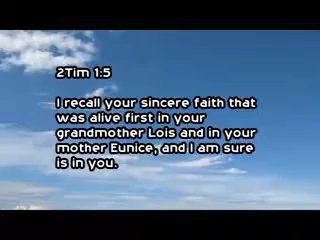 2Tim 1:5
I recall your sincere faith that
was alive first in your
grandmother Lois and in your
mother Eunice, and I am sure
is in you.